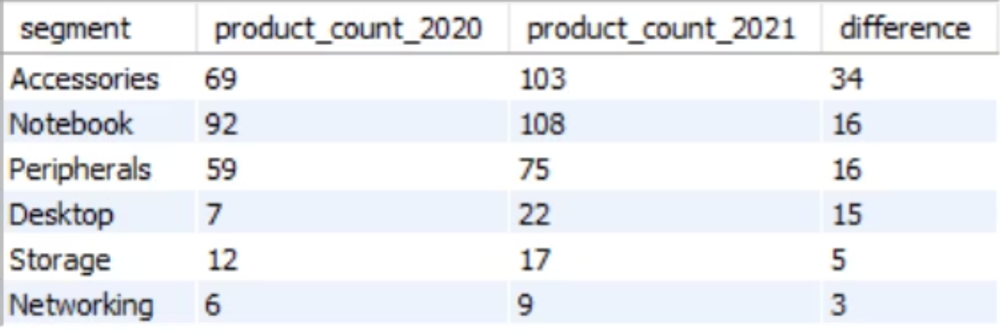 segment product_count_2020 product_count_2021 difference
Accessories 69 103 34
Notebook 92 108 16
Peripherals 59 75 16
Desktop 7 22 15
Storage 12 17 5
Networking 6 9 3